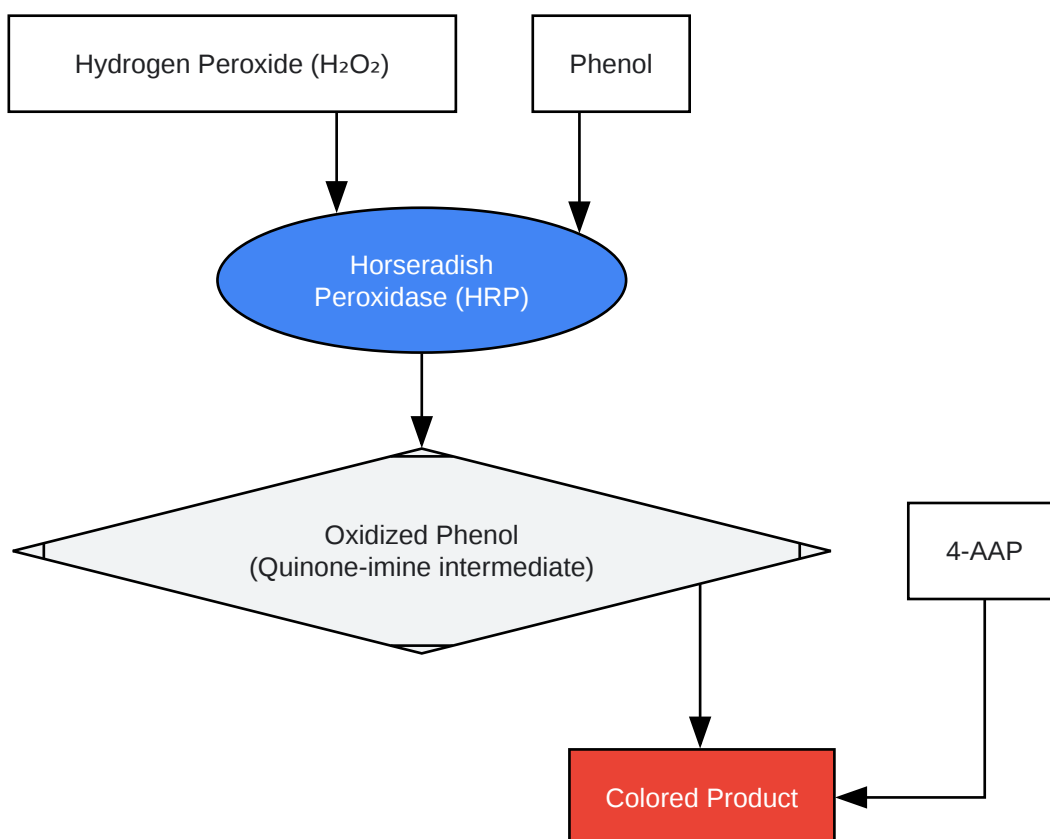 Hydrogen Peroxide (H₂O₂)
Phenol
Horseradish
Peroxidase (HRP)
Oxidized Phenol
(Quinone-imine intermediate)
4-AAP
Colored Product